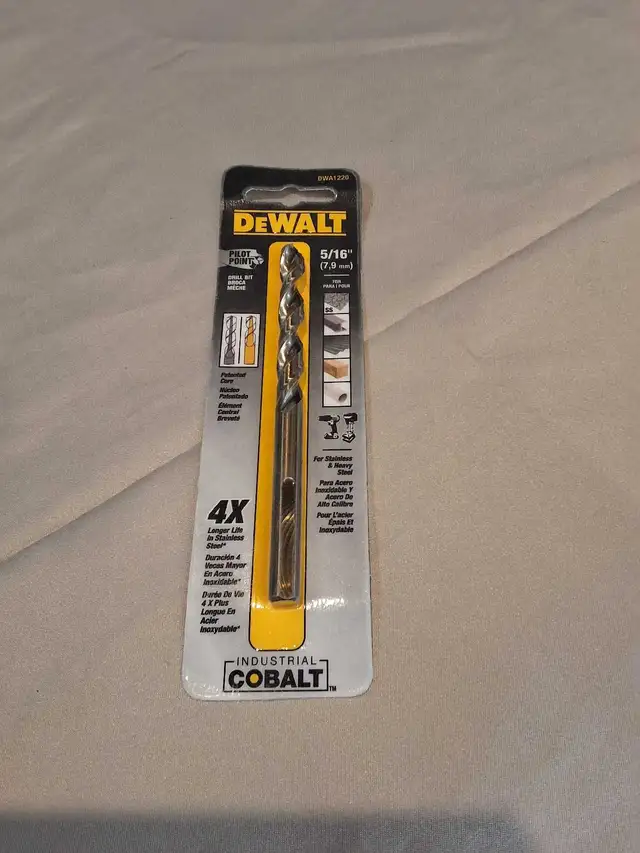 DWA1220
DEWALT
PILOT
POINT
DRILL BIT
BROCA
MÈCHE
5/16"
(7,9 mm)
FOR
PARA / POUR
SS
Patented
Core
Núcleo
Patentado
Élément
Central
Breveté
For Stainless
& Heavy
Steel
Para Acero
Inoxidable Y
Acero De
Alto Calibre
Pour L'acier
Épais Et
Inoxydable
4X
Longer Life
In Stainless
Steel*
Duración 4
Veces Mayor
En Acero
Inoxidable*
Durée De Vie
4 X Plus
Longue En
Acier
Inoxydable*
INDUSTRIAL
COBALT
TM